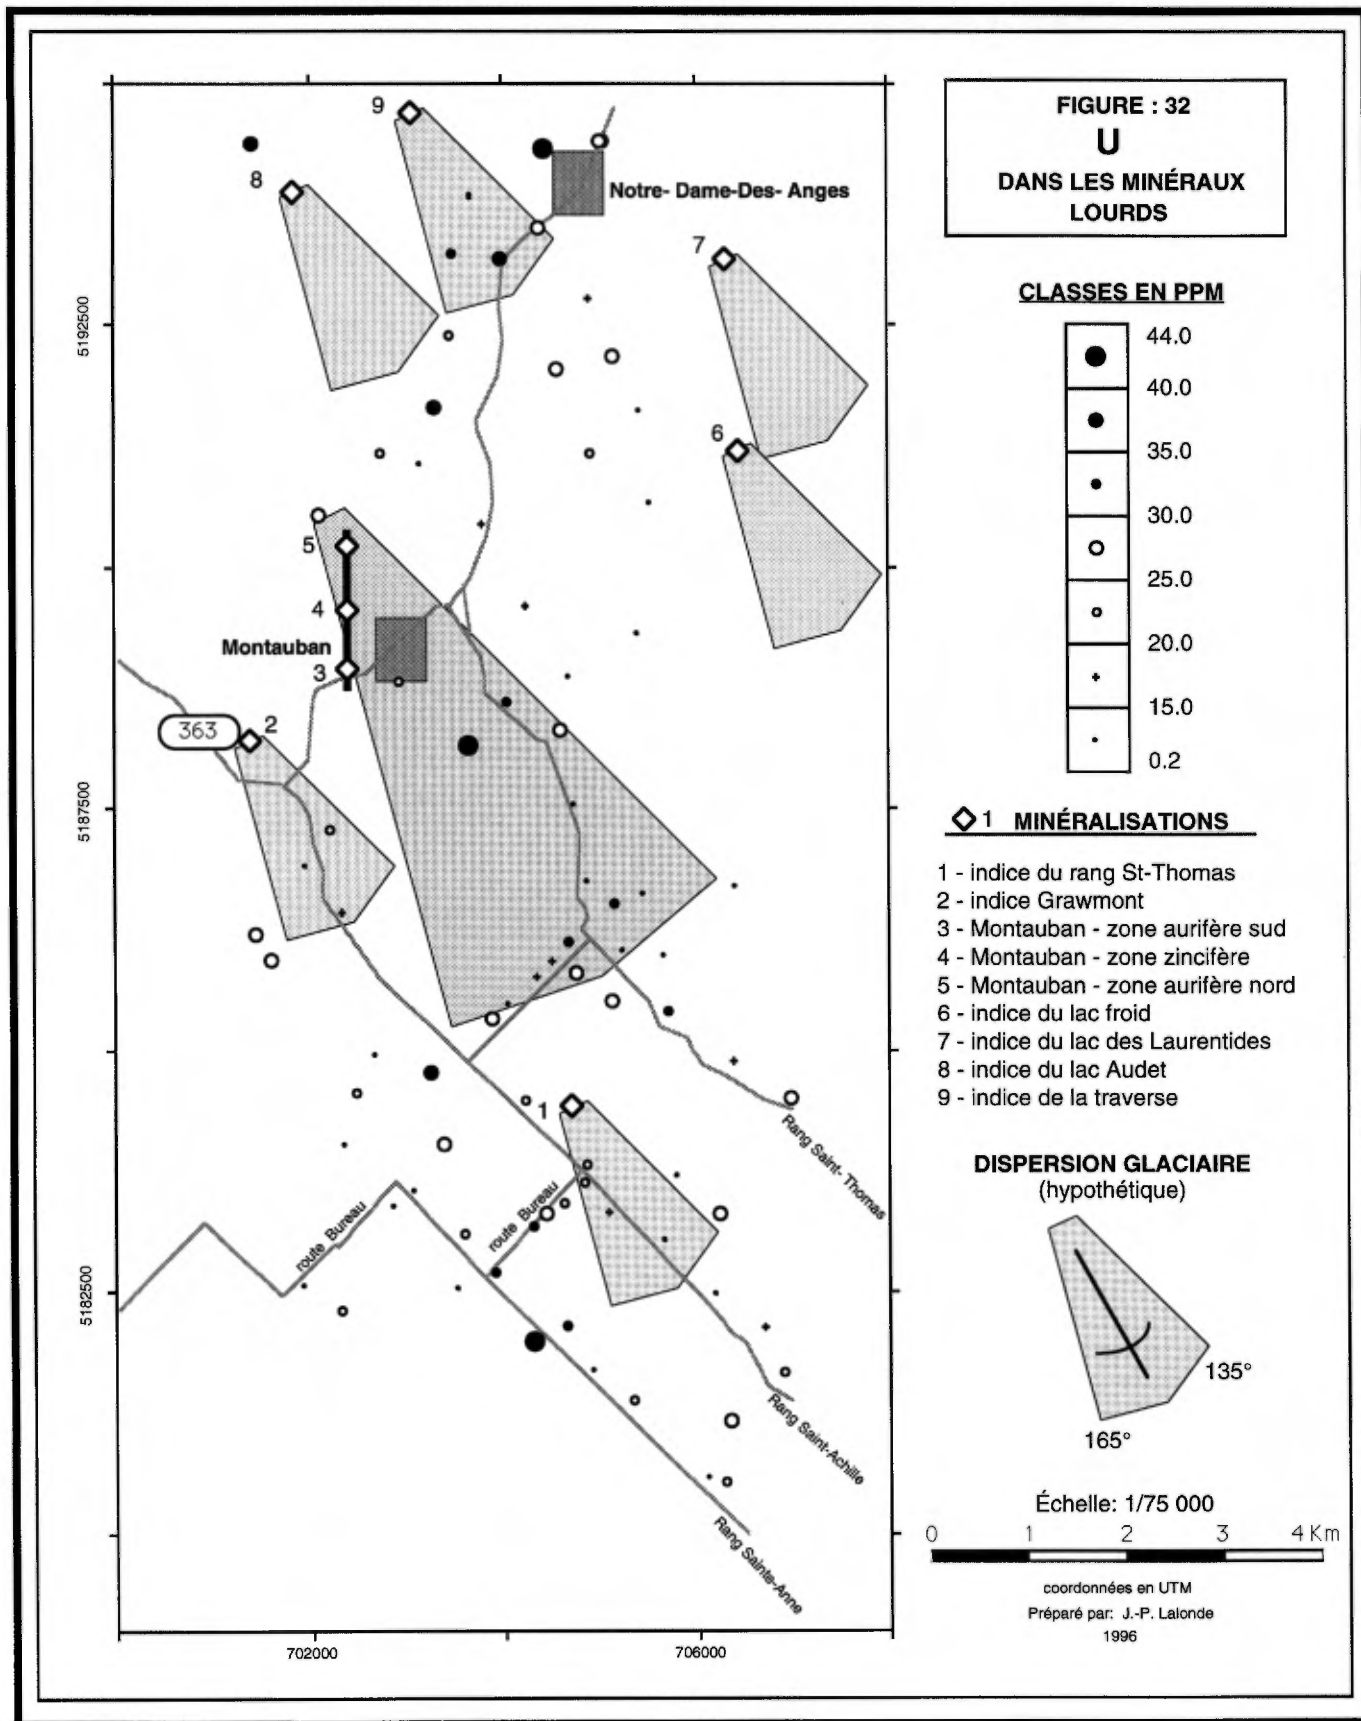 FIGURE : 32
U
DANS LES MINÉRAUX
LOURDS
CLASSES EN PPM
44.0
40.0
35.0
30.0
25.0
20.0
15.0
0.2
1 MINÉRALISATIONS
1 - indice du rang St-Thomas
2 - indice Grawmont
3 - Montauban - zone aurifère sud
4 - Montauban - zone zincifère
5 - Montauban - zone aurifère nord
6 - indice du lac froid
7 - indice du lac des Laurentides
8 - indice du lac Audet
9 - indice de la traverse
DISPERSION GLACIAIRE
(hypothétique)
135°
165°
Échelle: 1/75 000
0 1 2 3 4 Km
coordonnées en UTM
Préparé par: J.-P. Lalonde
1996
9
8
Notre- Dame-Des- Anges
7
5192500
6
5
4
Montauban
3
363
2
5187500
1
Rang Saint- Thomas
route Bureau
route Bureau
5182500
Rang Saint-Achille
Rang Sainte-Anne
702000
706000